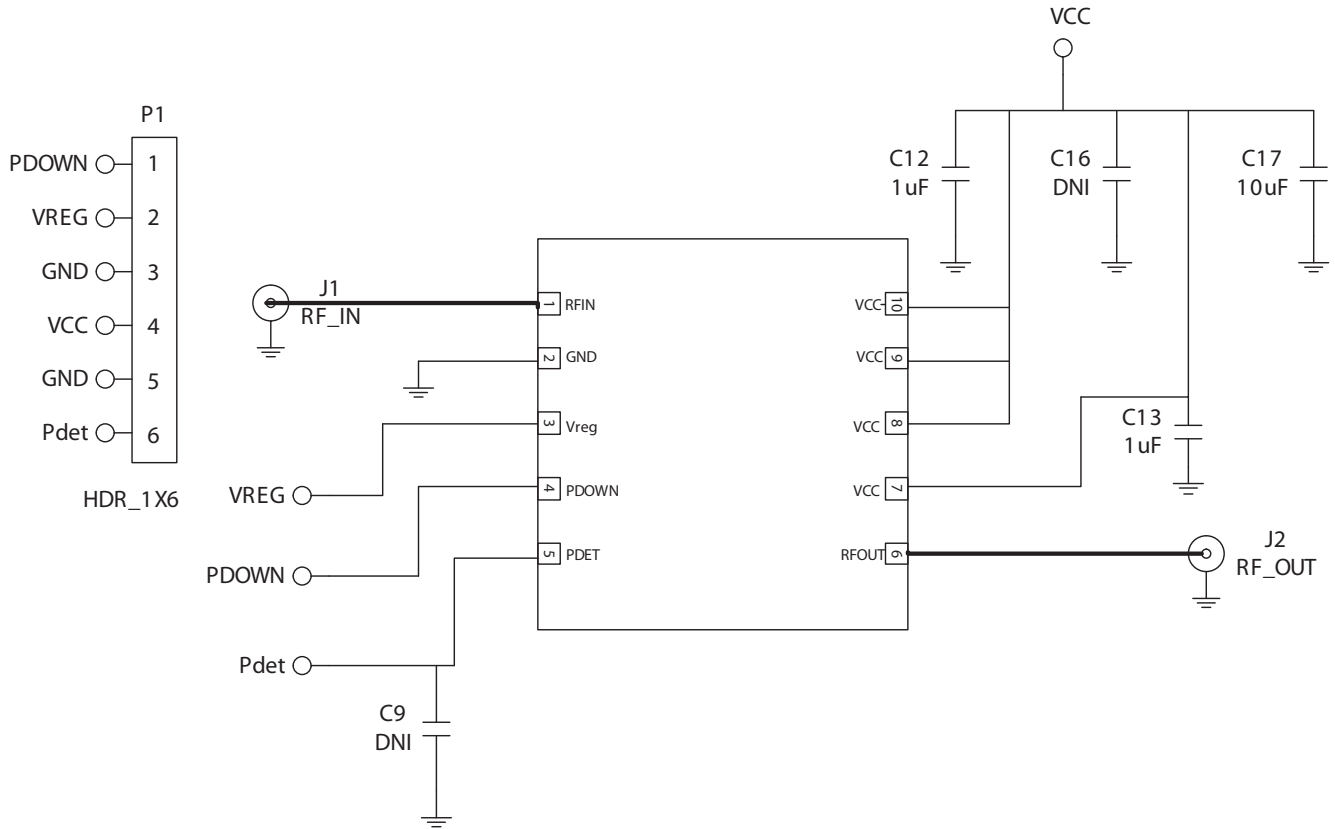 VCC
P1
PDOWN 1
VREG 2
GND 3
VCC 4
GND 5
Pdet 6
HDR_1X6
C12
1uF
C16
DNI
C17
10uF
J1
RF_IN
1 RFIN
2 GND
3 Vreg
4 PDOWN
5 PDET
VCC 10
VCC 9
VCC 8
VCC 7
RFOUT 6
C13
1uF
J2
RF_OUT
VREG
PDOWN
Pdet
C9
DNI